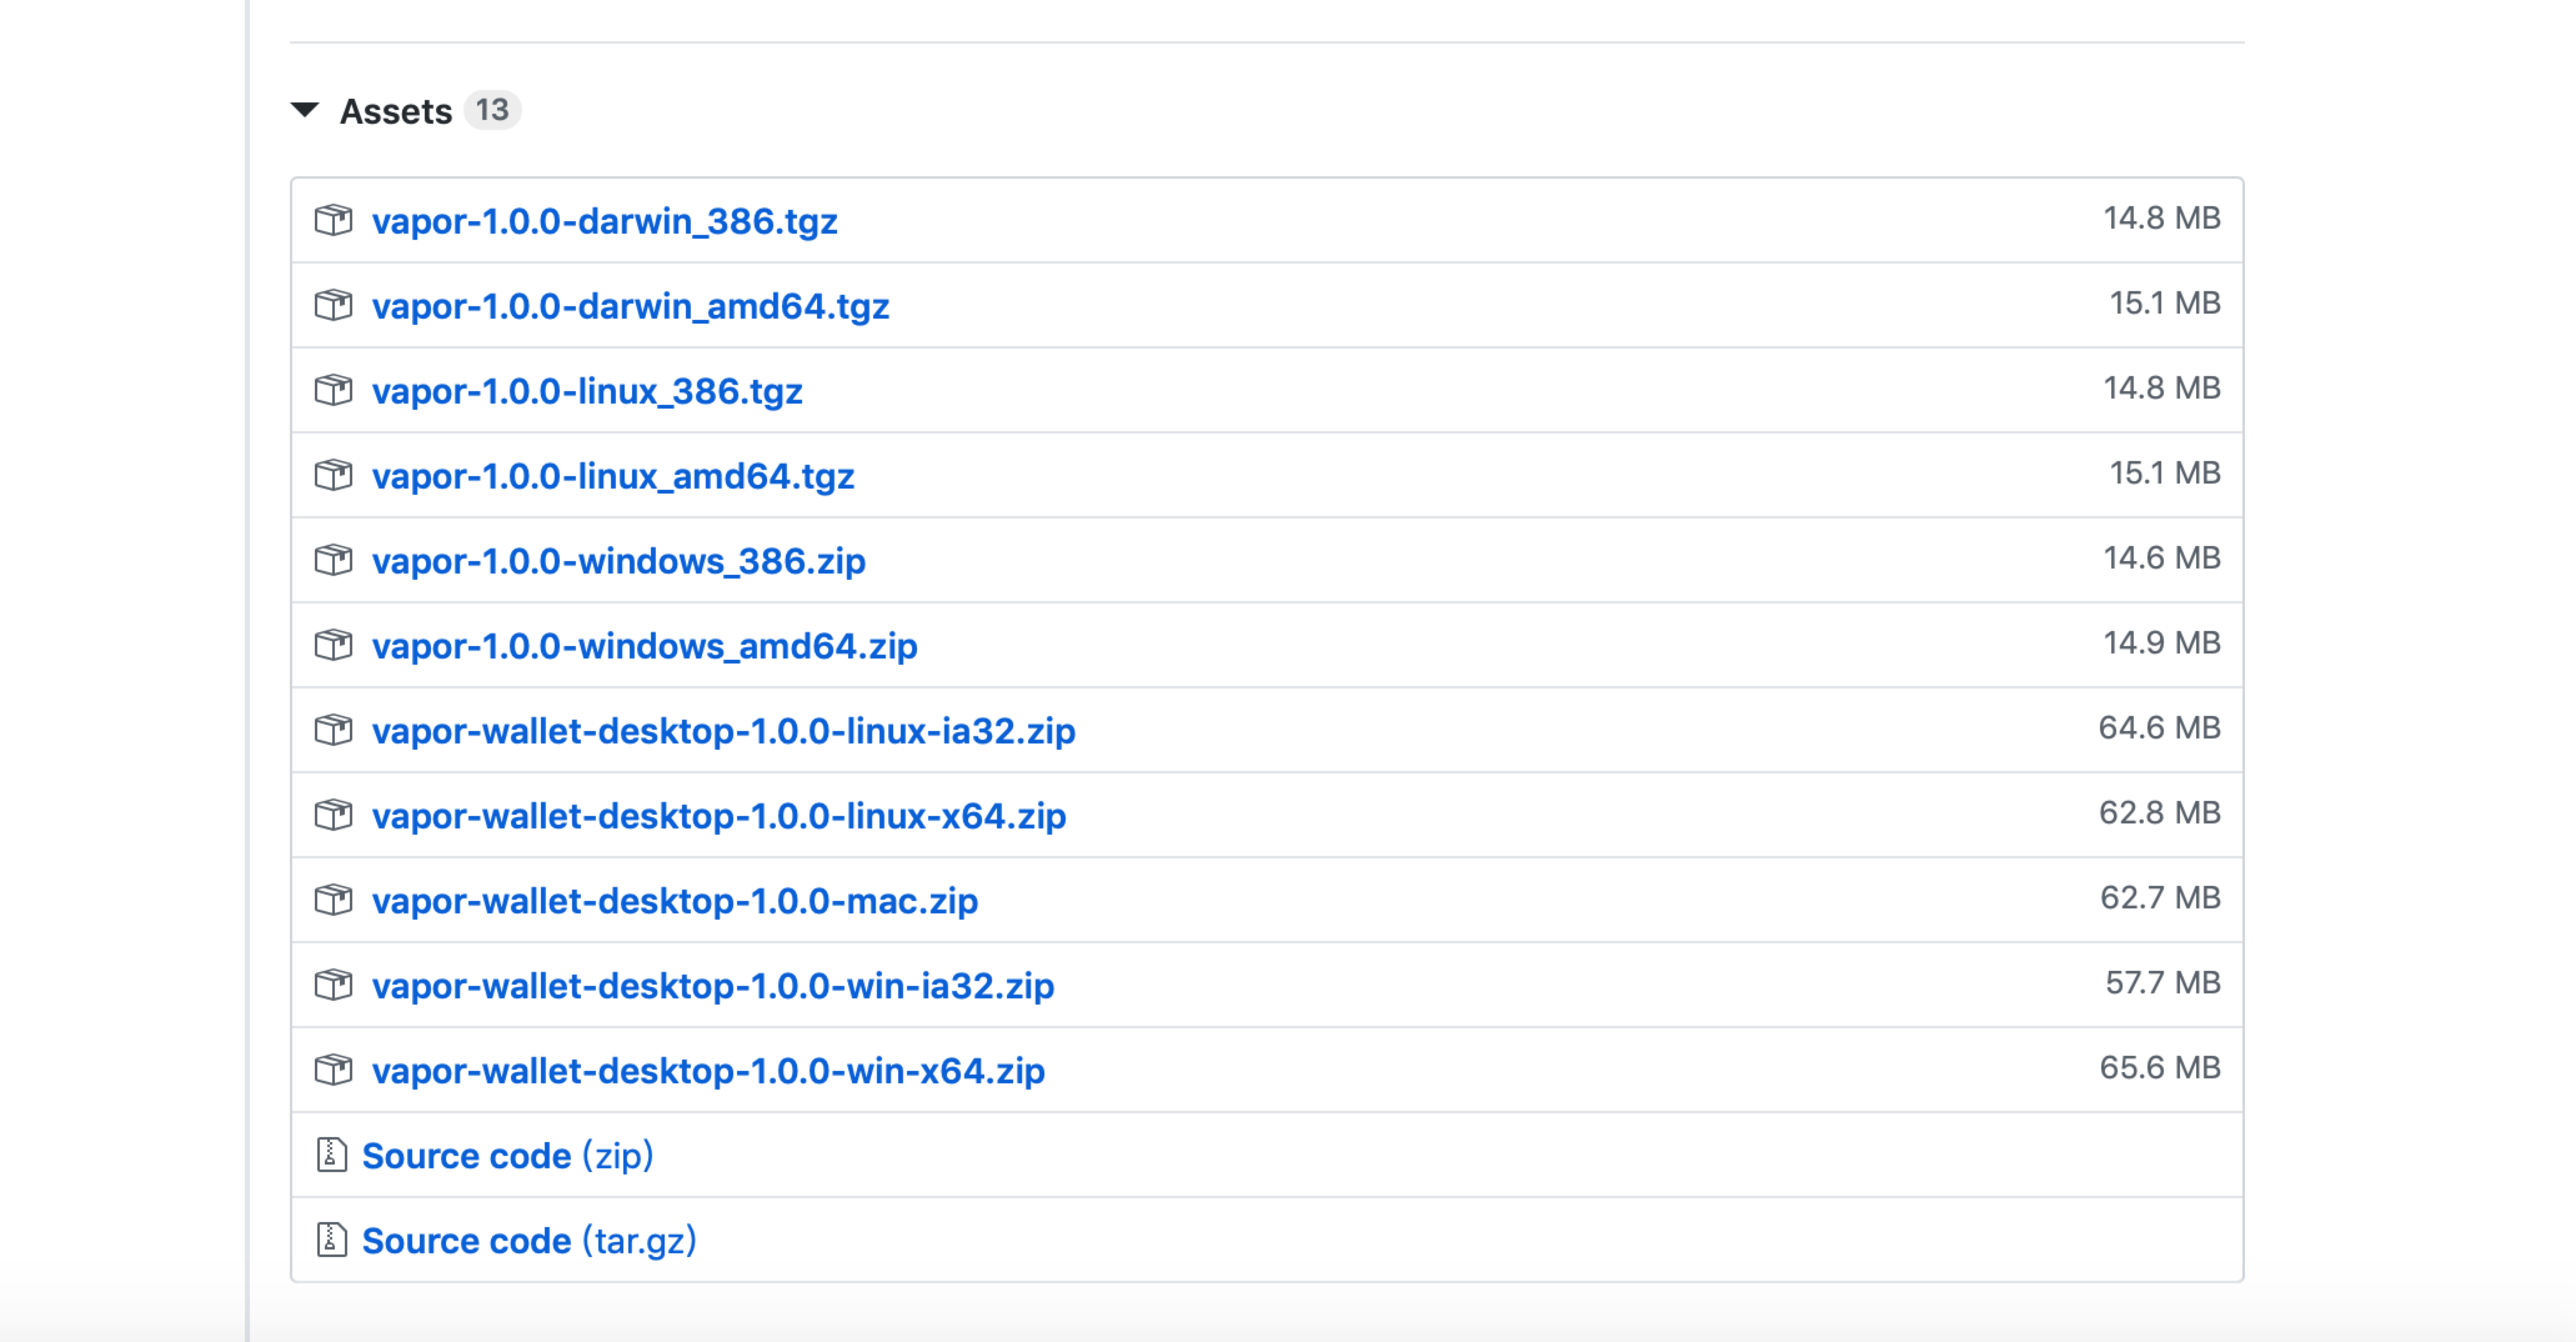 Assets 13
vapor-1.0.0-darwin_386.tgz 14.8 MB
vapor-1.0.0-darwin_amd64.tgz 15.1 MB
vapor-1.0.0-linux_386.tgz 14.8 MB
vapor-1.0.0-linux_amd64.tgz 15.1 MB
vapor-1.0.0-windows_386.zip 14.6 MB
vapor-1.0.0-windows_amd64.zip 14.9 MB
vapor-wallet-desktop-1.0.0-linux-ia32.zip 64.6 MB
vapor-wallet-desktop-1.0.0-linux-x64.zip 62.8 MB
vapor-wallet-desktop-1.0.0-mac.zip 62.7 MB
vapor-wallet-desktop-1.0.0-win-ia32.zip 57.7 MB
vapor-wallet-desktop-1.0.0-win-x64.zip 65.6 MB
Source code (zip)
Source code (tar.gz)